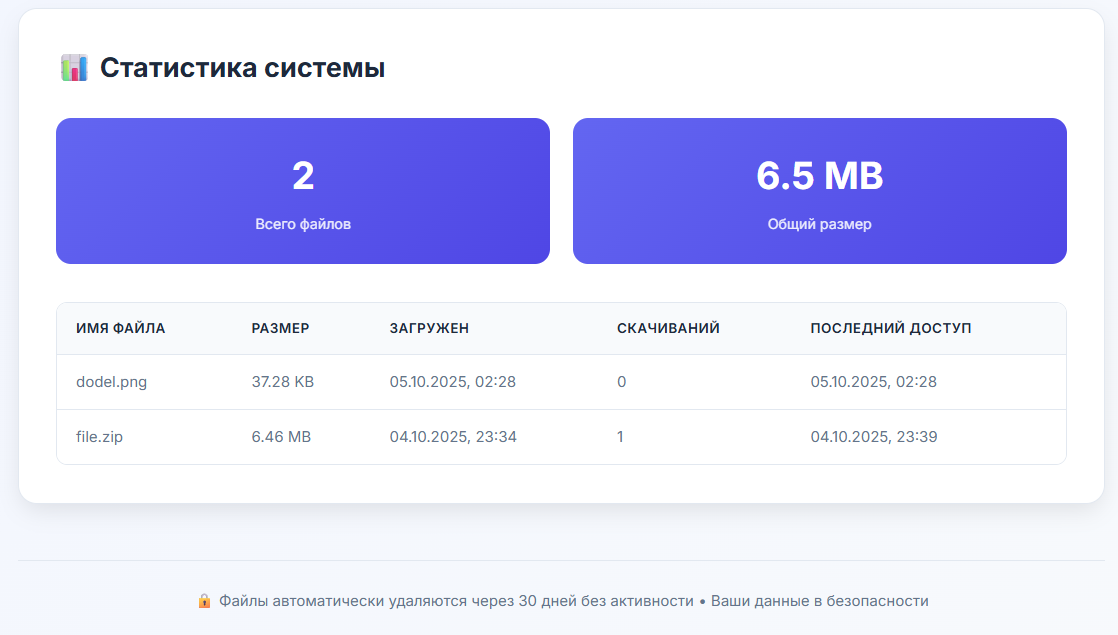 Статистика системы
2
Всего файлов
6.5 MB
Общий размер
ИМЯ ФАЙЛА РАЗМЕР ЗАГРУЖЕН СКАЧИВАНИЙ ПОСЛЕДНИЙ ДОСТУП
dodel.png 37.28 KB 05.10.2025, 02:28 0 05.10.2025, 02:28
file.zip 6.46 MB 04.10.2025, 23:34 1 04.10.2025, 23:39
Файлы автоматически удаляются через 30 дней без активности • Ваши данные в безопасности